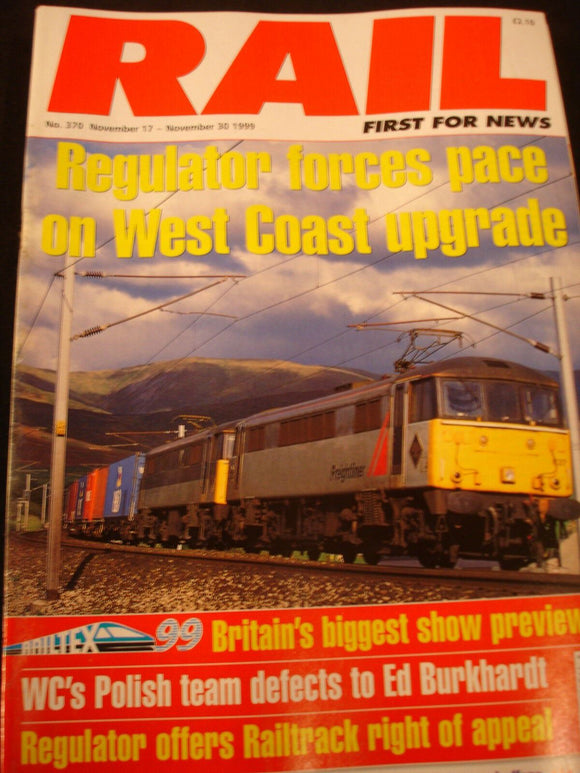 RAIL
£2.15
No. 370 November 17 - November 30 1999
FIRST FOR NEWS
Regulator forces pace
on West Coast upgrade
Freightliner
RAILTEX 99 Britain's biggest show preview
WC's Polish team defects to Ed Burkhardt
Regulator offers Railtrack right of appeal